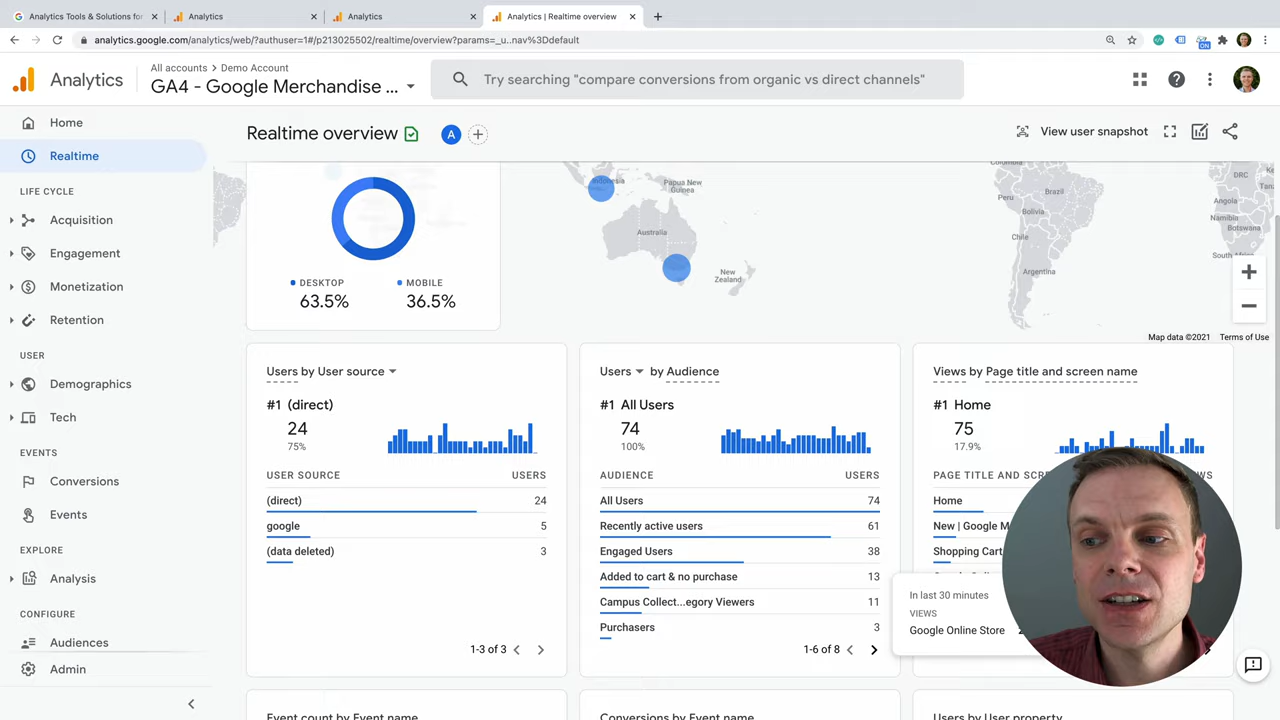 Analytics Tools & Solutions for
Analytics
Analytics
Analytics | Realtime overview
analytics.google.com/analytics/web/?authuser=1#/p213025502/realtime/overview?params=_u..nav%3Ddefault
ON
Analytics
All accounts > Demo Account
GA4 - Google Merchandise ...
Try searching "compare conversions from organic vs direct channels"
Home
Realtime
LIFE CYCLE
Acquisition
Engagement
Monetization
Retention
USER
Demographics
Tech
EVENTS
Conversions
Events
EXPLORE
Analysis
CONFIGURE
Audiences
Admin
Realtime overview
A
View user snapshot
DESKTOP
63.5%
MOBILE
36.5%
Indonesia
Papua New
Guinea
Australia
New
Zealand
Colombia
Peru
Brazil
Bolivia
Chile
Argentina
DRC
Angola
Namibia
Botswana
Map data ©2021
Terms of Use
Users by User source
#1 (direct)
24
75%
USER SOURCE USERS
(direct) 24
google 5
(data deleted) 3
1-3 of 3
Users by Audience
#1 All Users
74
100%
AUDIENCE USERS
All Users 74
Recently active users 61
Engaged Users 38
Added to cart & no purchase 13
Campus Collect...egory Viewers 11
Purchasers 3
1-6 of 8
Views by Page title and screen name
#1 Home
75
17.9%
PAGE TITLE AND
Home
New | Google
Shopping Cart
In last 30 minutes
VIEWS
Google Online Store
Event count by Event name
Conversions by Event name
Users by User property